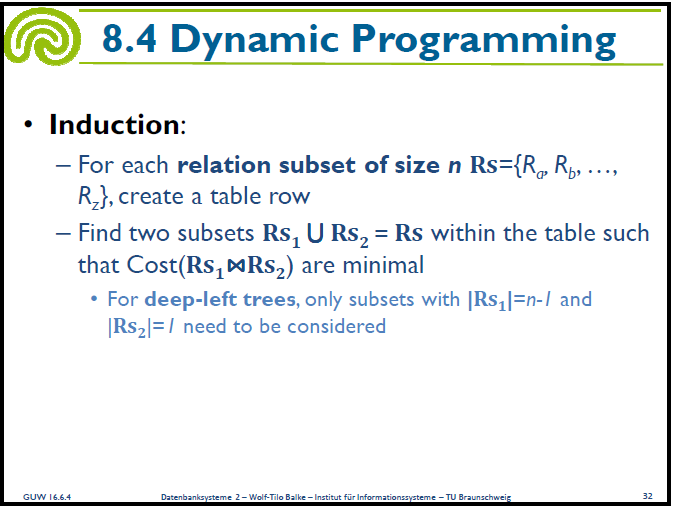 8.4 Dynamic Programming
• Induction:
– For each relation subset of size n Rs={Ra, Rb, …,
Rz}, create a table row
– Find two subsets Rs1 ∪ Rs2 = Rs within the table such
that Cost(Rs1⋈Rs2) are minimal
• For deep-left trees, only subsets with |Rs1|=n-1 and
|Rs2|=1 need to be considered
GUW 16.6.4
Datenbanksysteme 2 – Wolf-Tilo Balke – Institut für Informationssysteme – TU Braunschweig
32